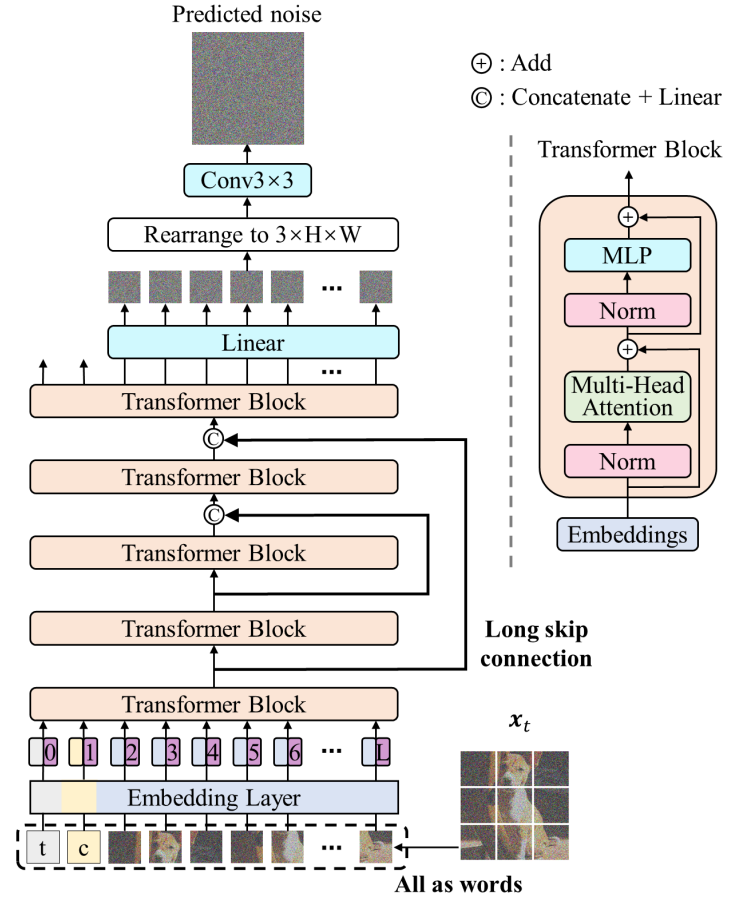 Predicted noise
+ : Add
C : Concatenate + Linear
Conv3×3
Rearrange to 3×H×W
...
Linear
...
Transformer Block
C
Transformer Block
C
Transformer Block
Transformer Block
Long skip
connection
Transformer Block
0 1 2 3 4 5 6 ... L
Embedding Layer
t c ...
All as words
x_t
Transformer Block
+
MLP
Norm
+
Multi-Head
Attention
Norm
Embeddings